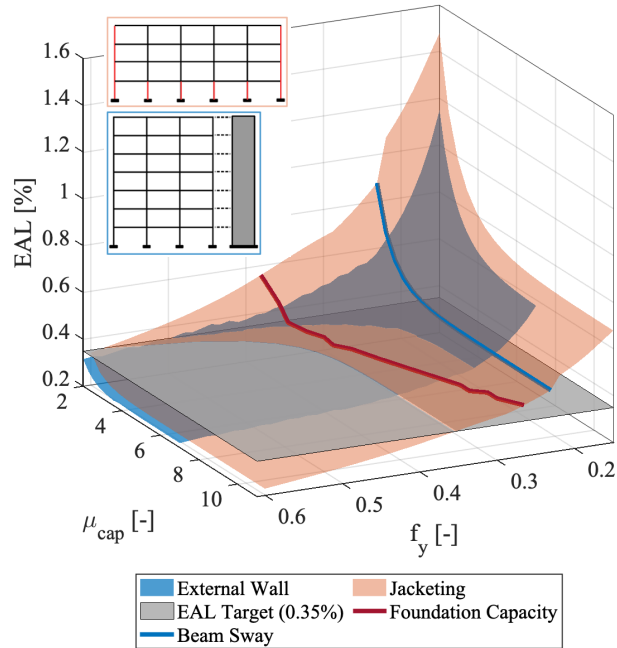 1.6
1.4
1.2
1
0.8
0.6
0.4
0.2
EAL [%]
2
4
6
8
10
μcap [-]
0.6
0.5
0.4
0.3
0.2
fy [-]
External Wall
Jacketing
EAL Target (0.35%)
Foundation Capacity
Beam Sway